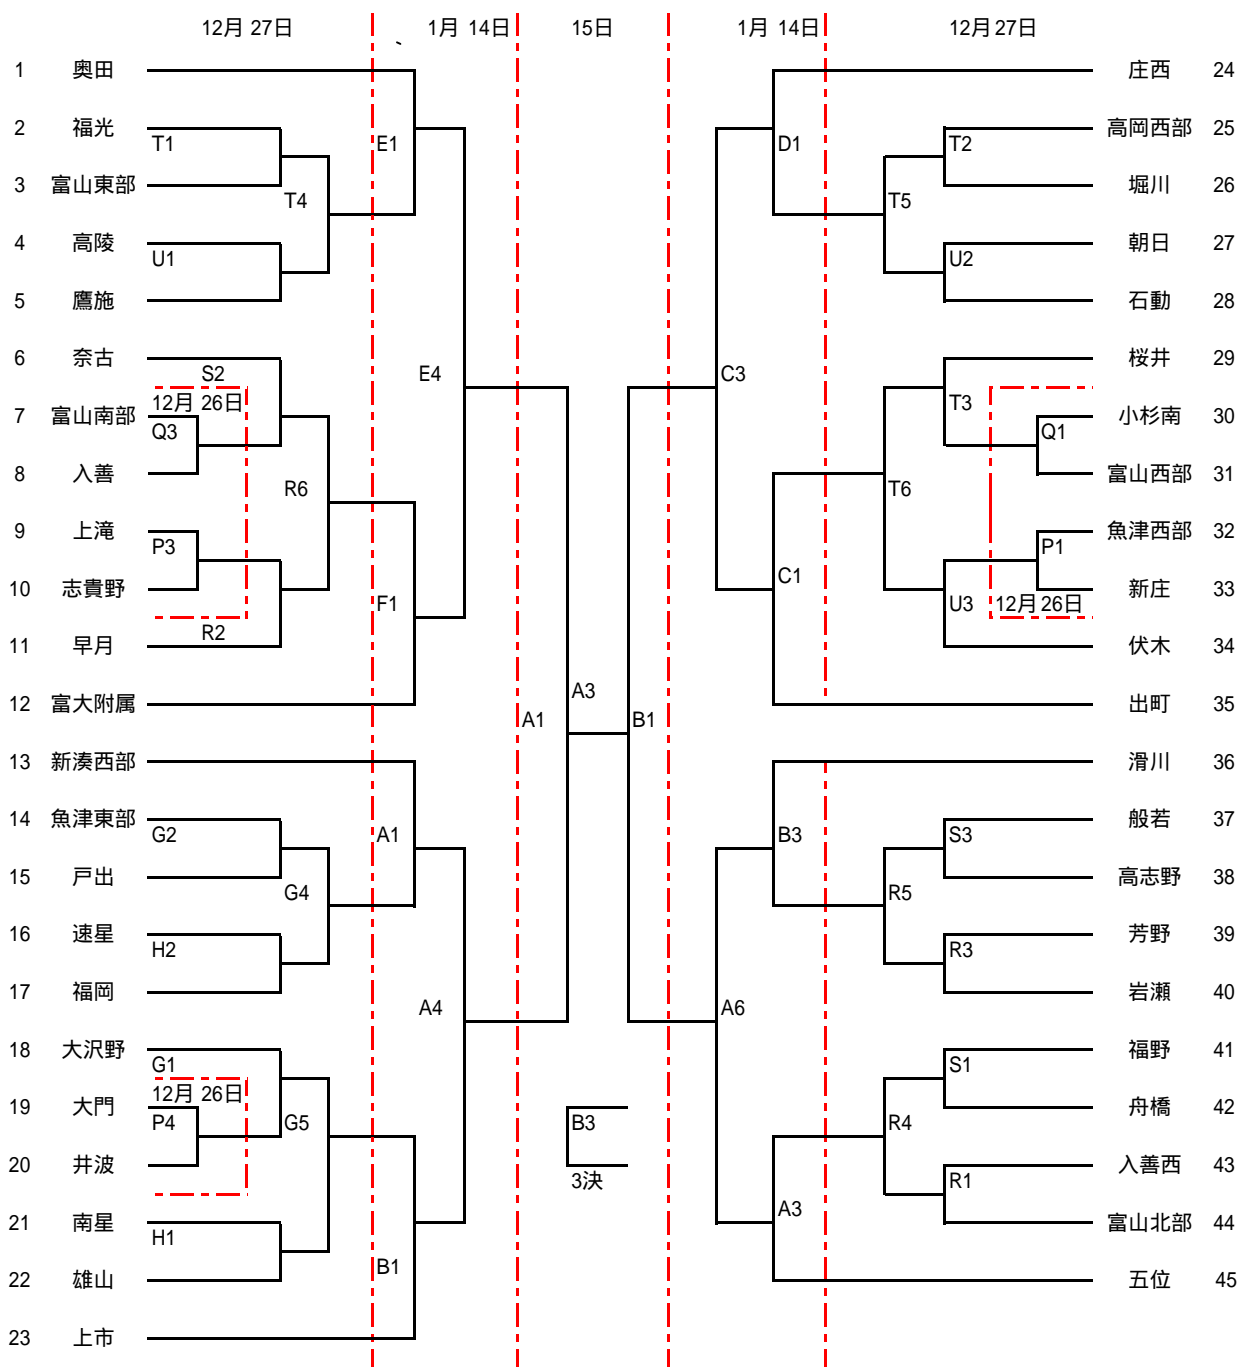 12月 27日 1月 14日 15日 1月 14日 12月 27日
1 奥田 庄西 24
2 福光 高岡西部 25
T1 E1 D1 T2
3 富山東部 堀川 26
T4 T5
4 高陵 朝日 27
U1 U2
5 鷹施 石動 28
6 奈古 桜井 29
S2 E4 C3
12月 26日 T3
7 富山南部 小杉南 30
Q3 Q1
8 入善 富山西部 31
R6 T6
9 上滝 魚津西部 32
P3 P1
C1
10 志貴野 新庄 33
F1 U3 12月 26日
R2
11 早月 伏木 34
A3
12 富大附属 出町 35
A1 B1
13 新湊西部 滑川 36
14 魚津東部 般若 37
G2 A1 B3 S3
15 戸出 高志野 38
G4 R5
16 速星 芳野 39
H2 R3
17 福岡 岩瀬 40
A4 A6
18 大沢野 福野 41
G1 S1
12月 26日
19 大門 舟橋 42
P4 G5 B3 R4
20 井波 入善西 43
3決 R1
A3
21 南星 富山北部 44
H1
B1
22 雄山 五位 45
23 上市